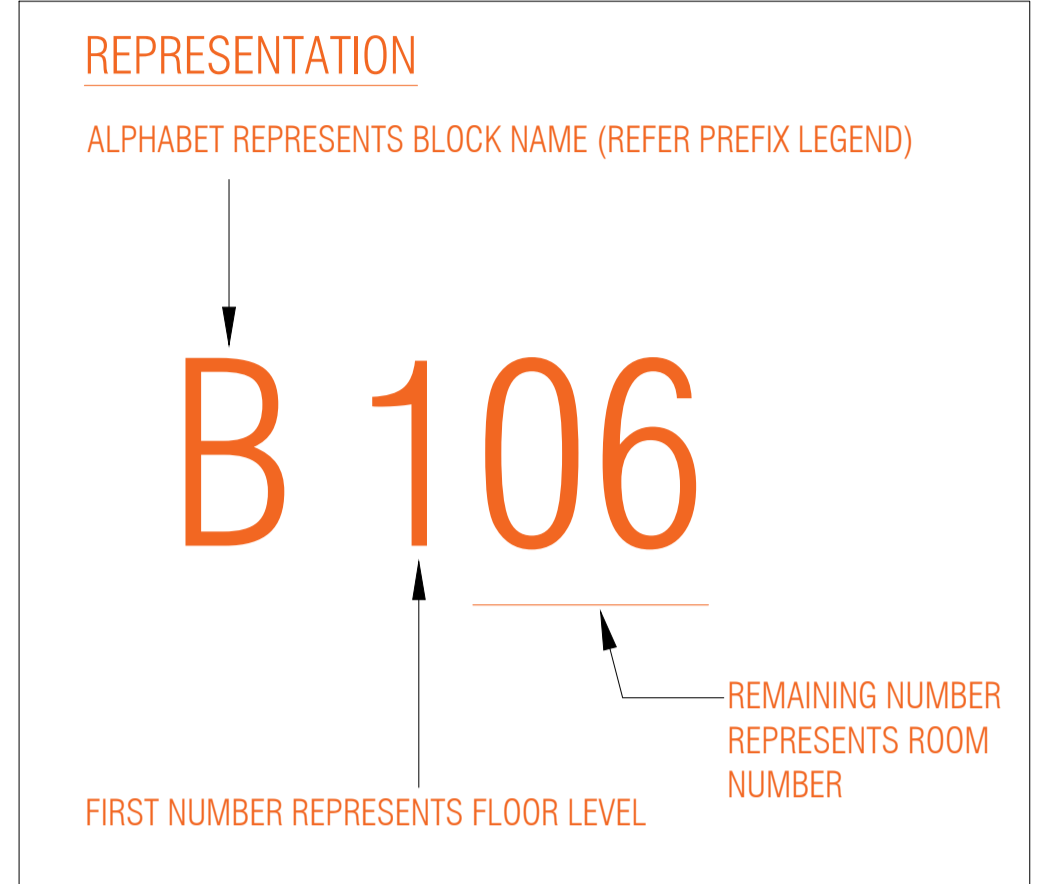 REPRESENTATION
ALPHABET REPRESENTS BLOCK NAME (REFER PREFIX LEGEND)
B 106
REMAINING NUMBER
REPRESENTS ROOM
NUMBER
FIRST NUMBER REPRESENTS FLOOR LEVEL